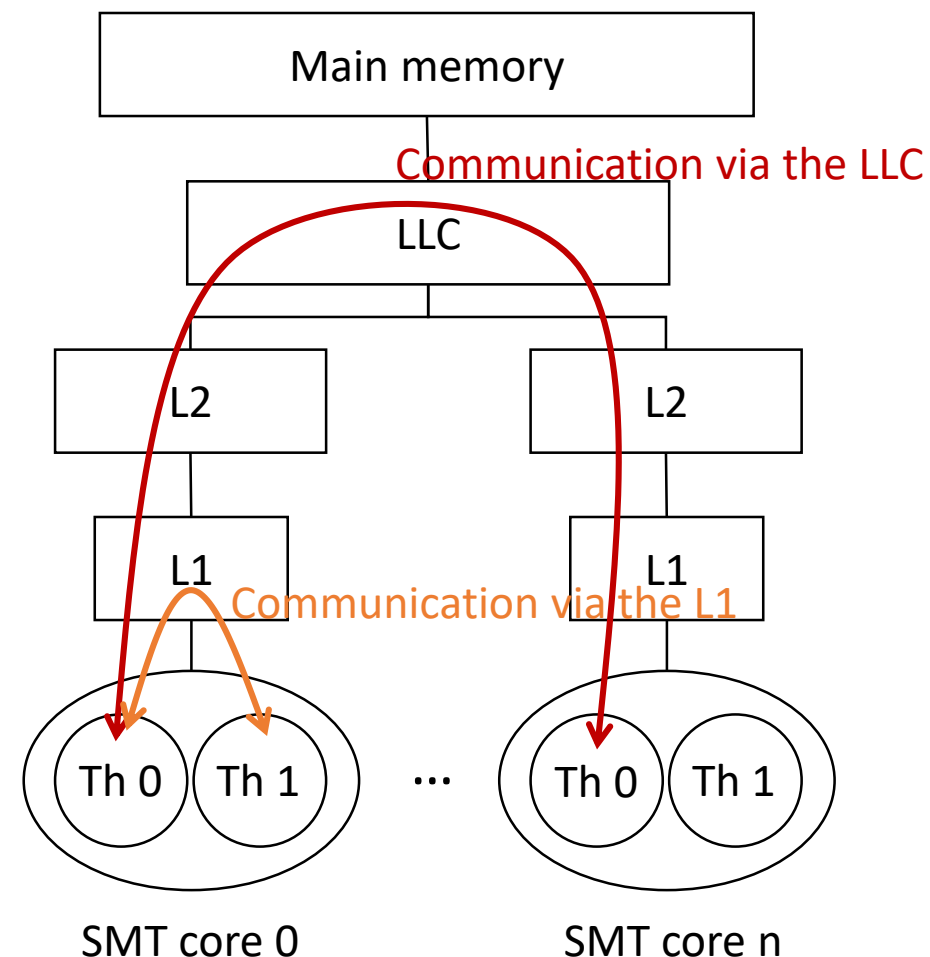 Main memory
Communication via the LLC
LLC
L2
L2
L1
L1
Communication via the L1
Th 0
Th 1
...
Th 0
Th 1
SMT core 0
SMT core n